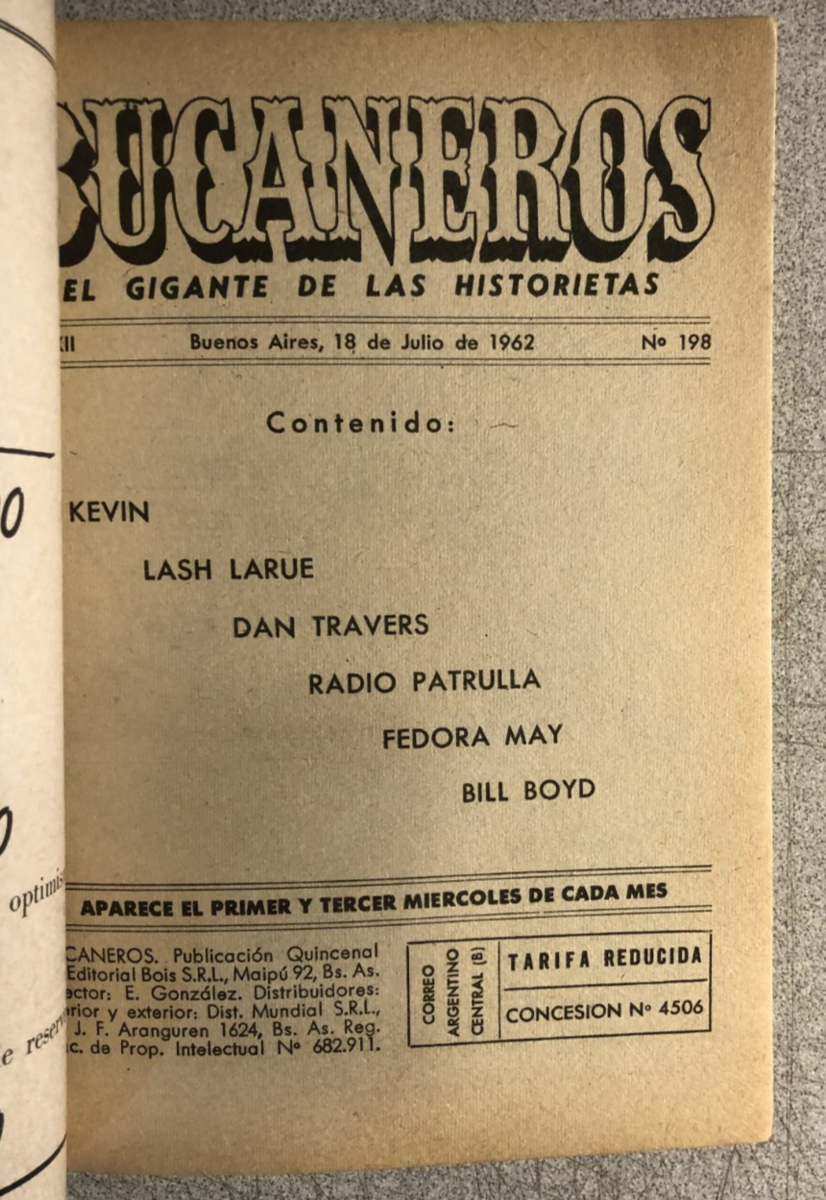 BUCANEROS
EL GIGANTE DE LAS HISTORIETAS
XII Buenos Aires, 18 de Julio de 1962 Nº 198
Contenido:
KEVIN
LASH LARUE
DAN TRAVERS
RADIO PATRULLA
FEDORA MAY
BILL BOYD
APARECE EL PRIMER Y TERCER MIERCOLES DE CADA MES
CANEROS. Publicación Quincenal
Editorial Bois S.R.L., Maipú 92, Bs. As.
ector: E. González. Distribuidores:
rior y exterior: Dist. Mundial S.R.L.,
J. F. Aranguren 1624, Bs. As. Reg.
c. de Prop. Intelectual Nº 682.911.
CORREO
ARGENTINO
CENTRAL (B)
TARIFA REDUCIDA
CONCESION Nº 4506
optimis
e reser